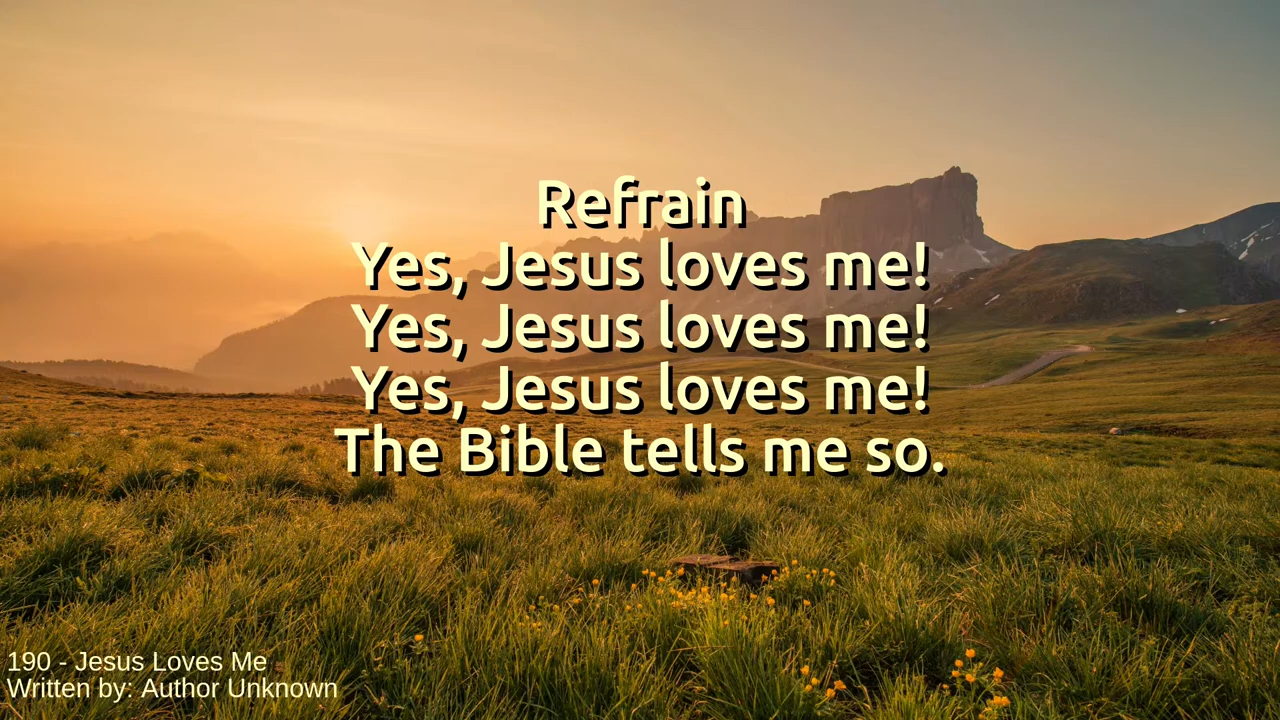 Refrain
Yes, Jesus loves me!
Yes, Jesus loves me!
Yes, Jesus loves me!
The Bible tells me so.
190 - Jesus Loves Me
Written by: Author Unknown